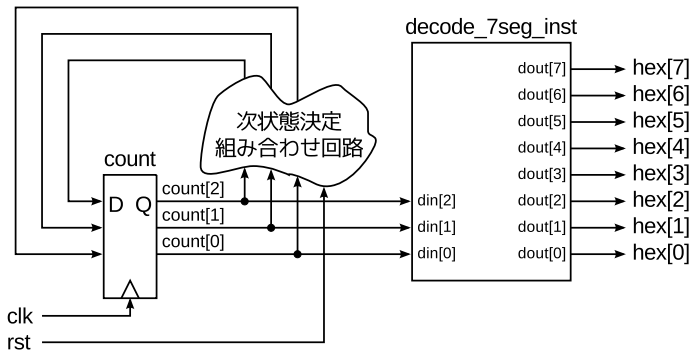 decode_7seg_inst
dout[7]
hex[7]
dout[6]
hex[6]
次状態決定
組み合わせ回路
dout[5]
hex[5]
dout[4]
hex[4]
count
dout[3]
hex[3]
D
Q
count[2]
din[2]
dout[2]
hex[2]
count[1]
din[1]
dout[1]
hex[1]
count[0]
din[0]
dout[0]
hex[0]
clk
rst